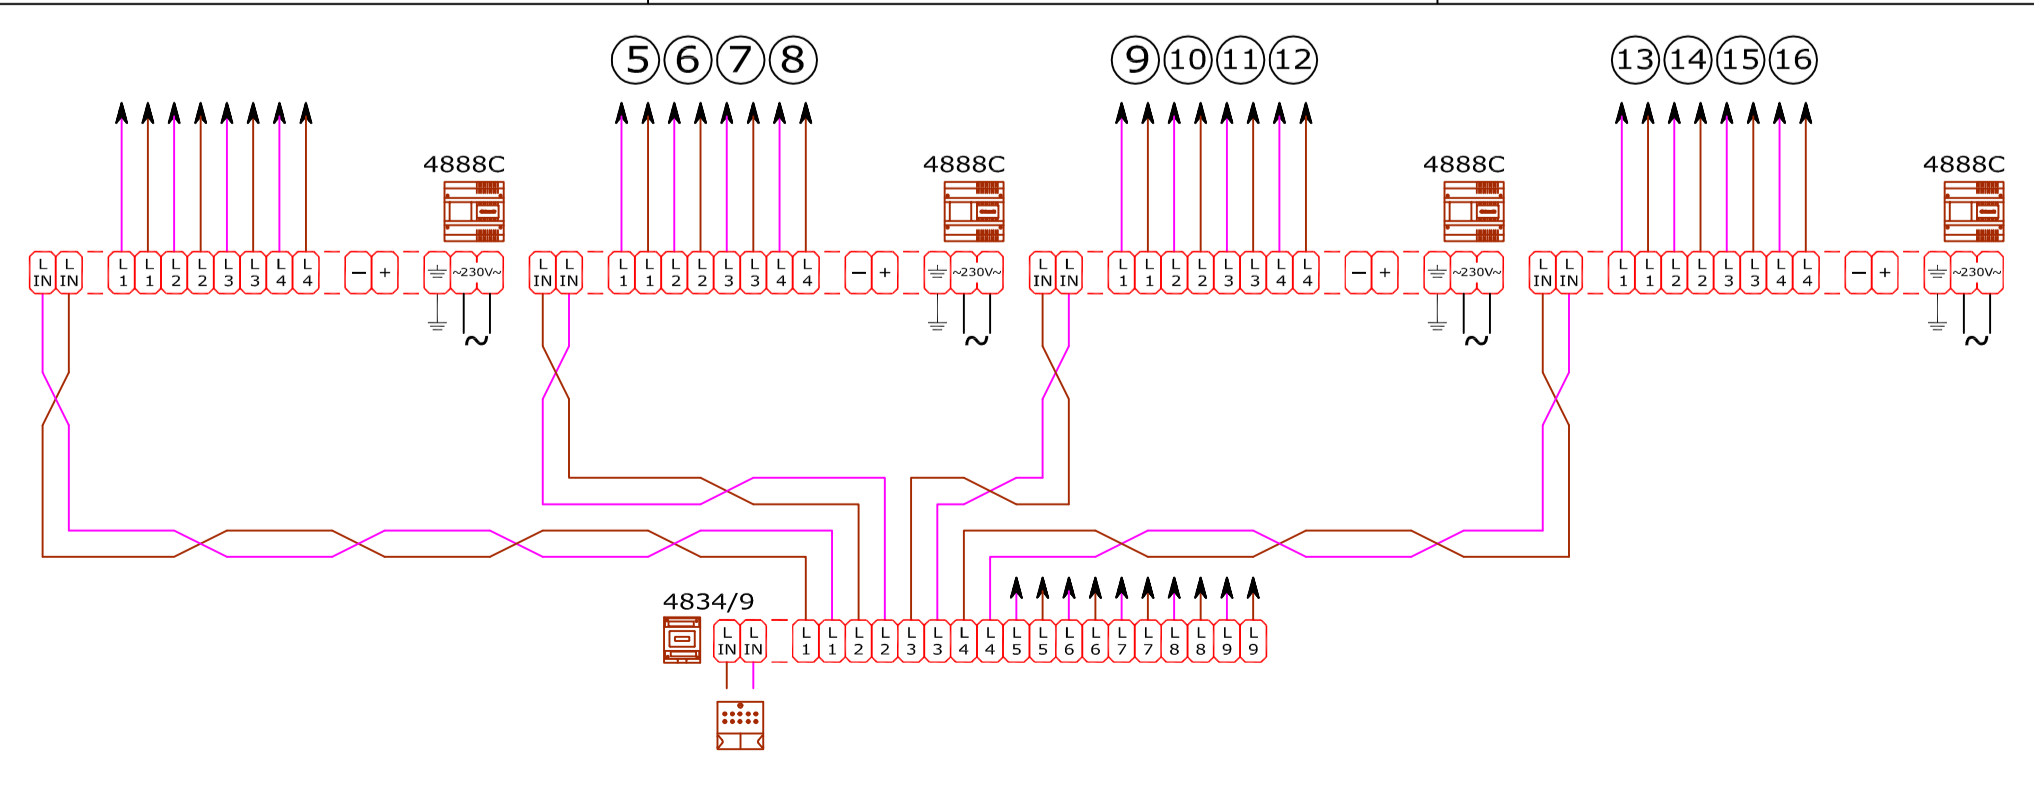 5 6 7 8 9 10 11 12 13 14 15 16
4888C 4888C 4888C 4888C
L L L L L L L L L L L L L L L L L L L L L L L L L L L L L L L L L L L L L L L L
IN IN 1 1 2 2 3 3 4 4 − + ~230V~ IN IN 1 1 2 2 3 3 4 4 − + ~230V~ IN IN 1 1 2 2 3 3 4 4 − + ~230V~ IN IN 1 1 2 2 3 3 4 4 − + ~230V~
~ ~ ~ ~
4834/9
L L L L L L L L L L L L L L L L L L L L
IN IN 1 1 2 2 3 3 4 4 5 5 6 6 7 7 8 8 9 9